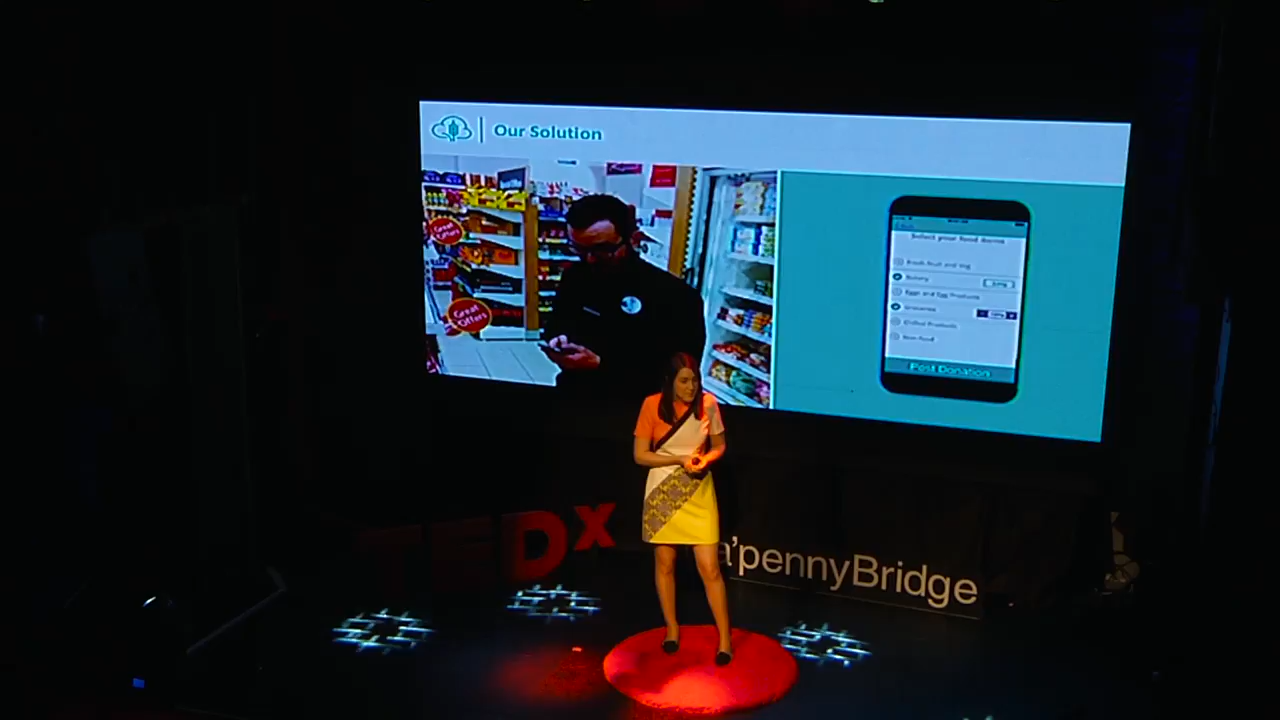 Our Solution
Great
Offers
Great
Offers
Select your food items
Fresh fruit and Veg
Bakery
Eggs and Egg Products
Groceries
Chilled Products
Non-food
Post Donation
TEDx
a'pennyBridge